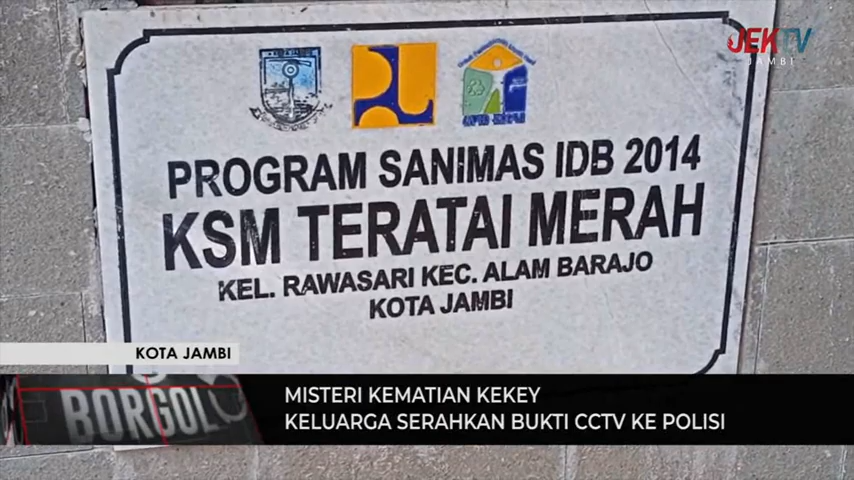 JEKTV
JAMBI
PROGRAM SANIMAS IDB 2014
KSM TERATAI MERAH
KEL. RAWASARI KEC. ALAM BARAJO
KOTA JAMBI
KOTA JAMBI
BORGOL
MISTERI KEMATIAN KEKEY
KELUARGA SERAHKAN BUKTI CCTV KE POLISI